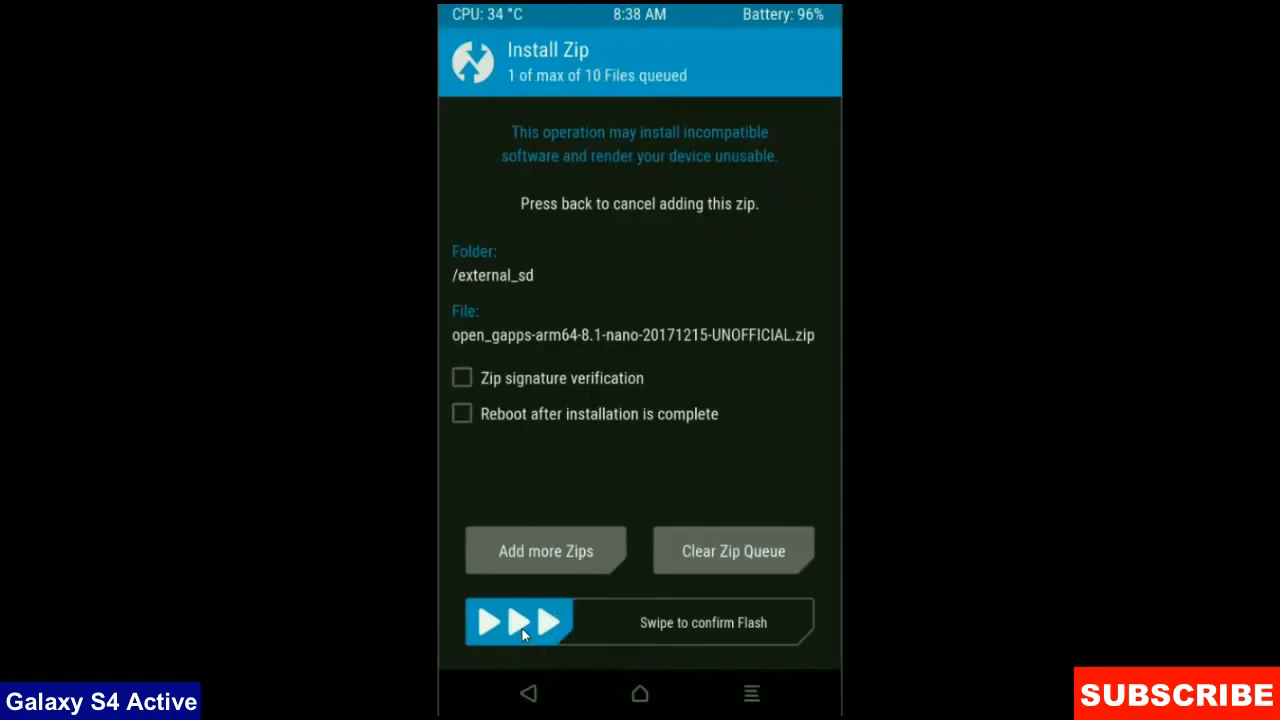 CPU: 34 °C 8:38 AM Battery: 96%
Install Zip
1 of max of 10 Files queued
This operation may install incompatible
software and render your device unusable.
Press back to cancel adding this zip.
Folder:
/external_sd
File:
open_gapps-arm64-8.1-nano-20171215-UNOFFICIAL.zip
Zip signature verification
Reboot after installation is complete
Add more Zips Clear Zip Queue
Swipe to confirm Flash
Galaxy S4 Active
SUBSCRIBE